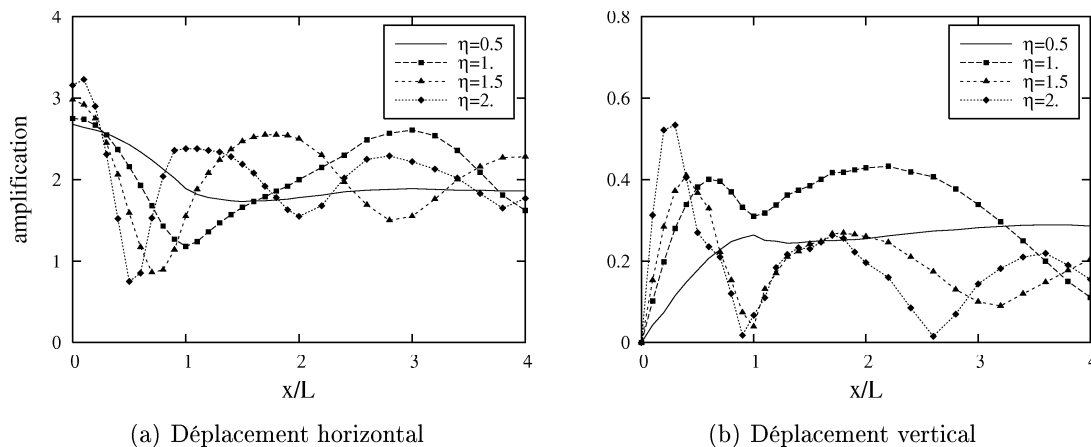 4
3
2
1
0
amplification
0
1
2
3
4
x/L
η=0.5
η=1.
η=1.5
η=2.
(a) Déplacement horizontal
0.8
0.6
0.4
0.2
0
0
1
2
3
4
x/L
η=0.5
η=1.
η=1.5
η=2.
(b) Déplacement vertical